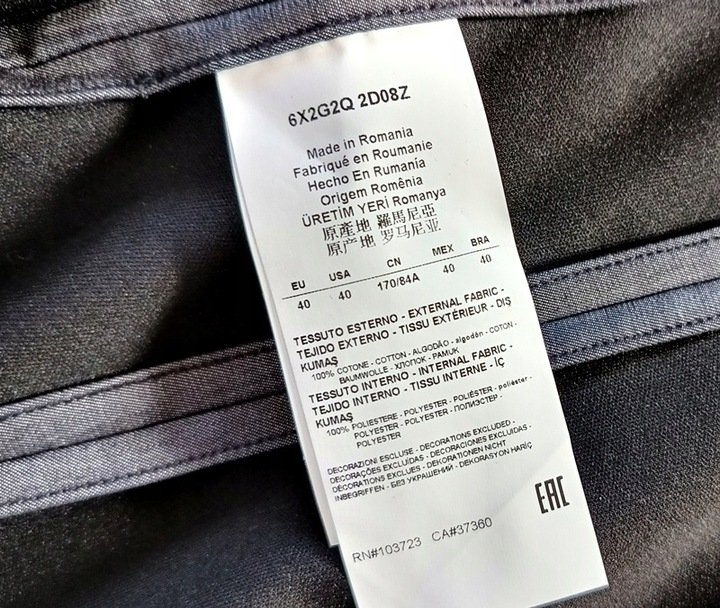 6X2G2Q 2D08Z
Made in Romania
Fabriqué en Roumanie
Hecho En Rumanía
Origem Romênia
ÜRETİM YERİ Romanya
原產地 羅馬尼亞
原产地 罗马尼亚
EU USA CN MEX BRA
40 40 170/84A 40 40
TESSUTO ESTERNO - EXTERNAL FABRIC -
TEJIDO EXTERNO - TISSU EXTÉRIEUR - DIŞ
KUMAŞ
100% COTONE - COTTON - ALGODÃO - algodón - COTON -
BAUMWOLLE - ХЛОПОК - PAMUK
TESSUTO INTERNO - INTERNAL FABRIC -
TEJIDO INTERNO - TISSU INTERNE - İÇ
KUMAŞ
100% POLIESTERE - POLYESTER - POLIÉSTER - poliéster -
POLYESTER - POLYESTER - ПОЛИЭСТЕР -
POLYESTER
DECORAZIONI ESCLUSE - DECORATIONS EXCLUDED -
DECORAÇÕES EXCLUÍDAS - DECORACIONES EXCLUIDAS -
DÉCORATIONS EXCLUES - DEKORATIONEN NICHT
INBEGRIFFEN - БЕЗ УКРАШЕНИЙ - DEKORASYON HARİÇ
EAC
RN#103723 CA#37360